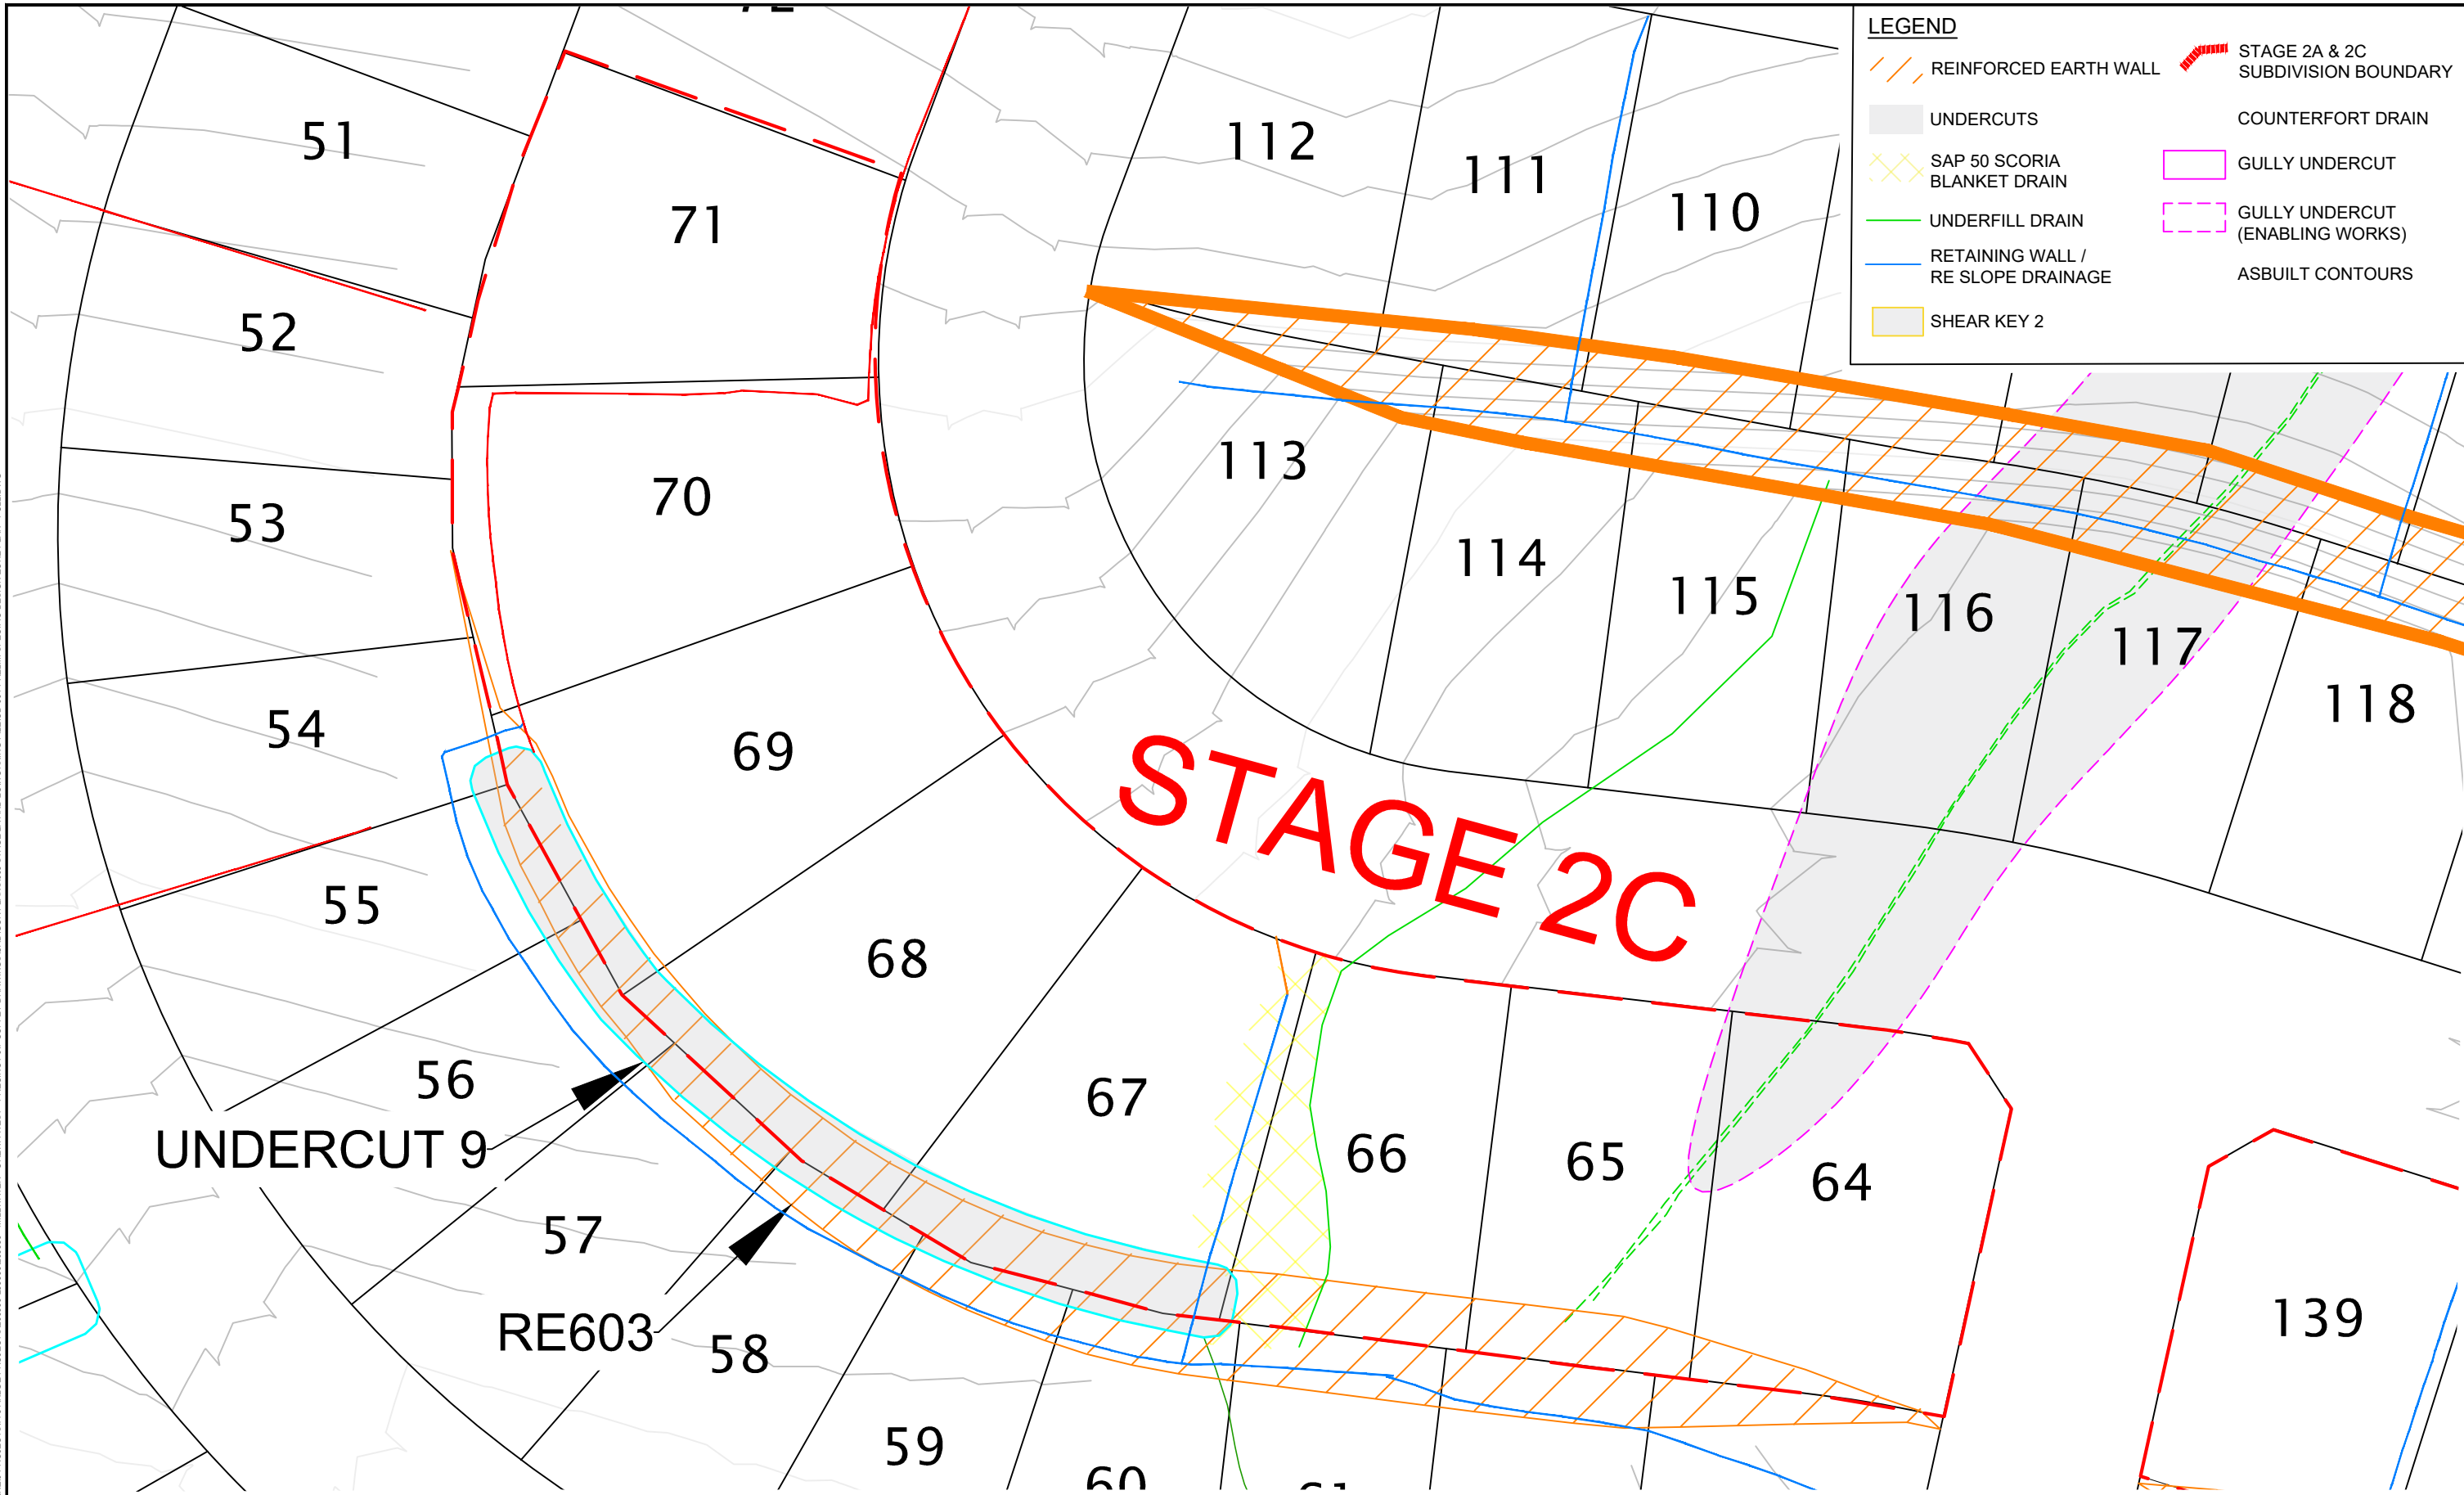 LEGEND
REINFORCED EARTH WALL
UNDERCUTS
SAP 50 SCORIA
BLANKET DRAIN
UNDERFILL DRAIN
RETAINING WALL /
RE SLOPE DRAINAGE
SHEAR KEY 2
STAGE 2A & 2C
SUBDIVISION BOUNDARY
COUNTERFORT DRAIN
GULLY UNDERCUT
GULLY UNDERCUT
(ENABLING WORKS)
ASBUILT CONTOURS
51
71
112
111
110
52
53
70
113
114
115
116
117
118
54
69
STAGE 2C
55
68
56
67
66
65
64
UNDERCUT 9
57
RE603
58
139
59
60
61